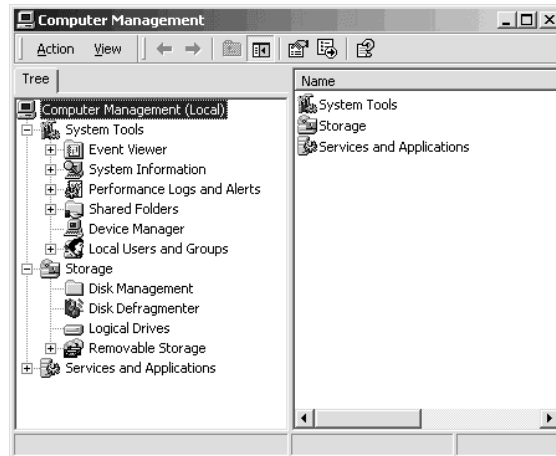 Computer Management
Action View
Tree
Name
Computer Management (Local)
System Tools
Event Viewer
System Information
Performance Logs and Alerts
Shared Folders
Device Manager
Local Users and Groups
Storage
Disk Management
Disk Defragmenter
Logical Drives
Removable Storage
Services and Applications
System Tools
Storage
Services and Applications